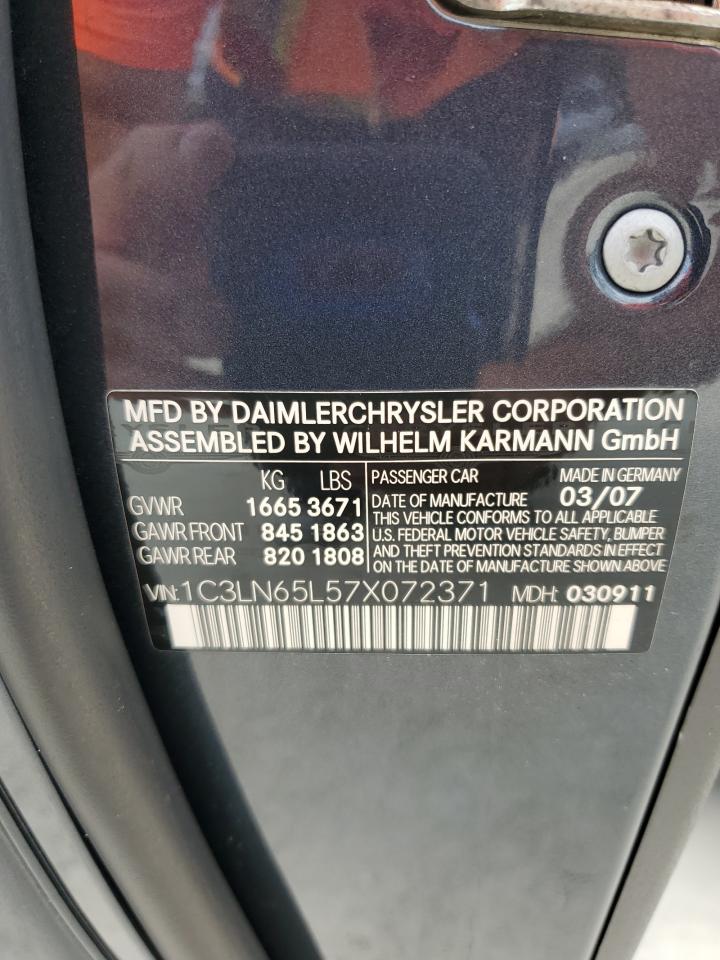 MFD BY DAIMLERCHRYSLER CORPORATION
ASSEMBLED BY WILHELM KARMANN GmbH
KG LBS
GVWR 1665 3671
GAWR FRONT 845 1863
GAWR REAR 820 1808
PASSENGER CAR MADE IN GERMANY
DATE OF MANUFACTURE 03/07
THIS VEHICLE CONFORMS TO ALL APPLICABLE
U.S. FEDERAL MOTOR VEHICLE SAFETY, BUMPER
AND THEFT PREVENTION STANDARDS IN EFFECT
ON THE DATE OF MANUFACTURE SHOWN ABOVE
VIN: 1C3LN65L57X072371 MDH: 030911